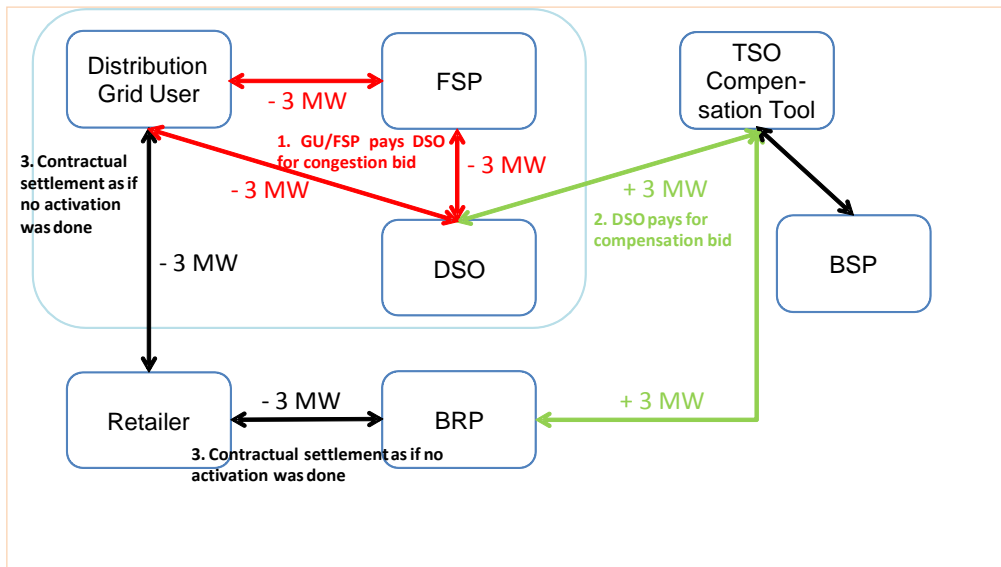 Distribution
Grid User
FSP
TSO
Compen-
sation Tool
- 3 MW
1. GU/FSP pays DSO
for congestion bid
3. Contractual
settlement as if
no activation
was done
- 3 MW
- 3 MW
+ 3 MW
2. DSO pays for
compensation bid
DSO
BSP
- 3 MW
Retailer
- 3 MW
BRP
+ 3 MW
3. Contractual settlement as if no
activation was done